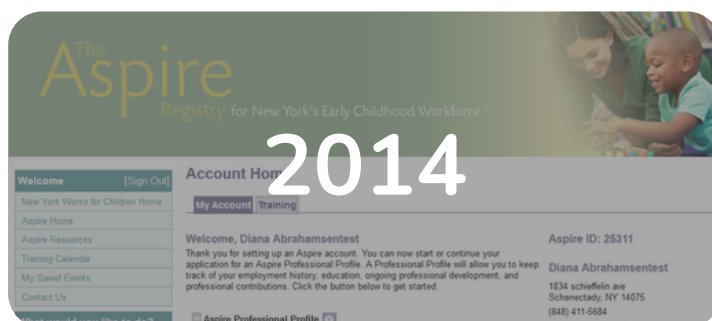 The
Aspire
Registry for New York's Early Childhood Workforce
2014
Welcome [Sign Out]
New York Works for Children Home
Aspire Home
Aspire Resources
Training Calendar
My Saved Events
Contact Us
Account Home
My Account Training
Welcome, Diana Abrahamsentest
Thank you for setting up an Aspire account. You can now start or continue your
application for an Aspire Professional Profile. A Professional Profile will allow you to keep
track of your employment history, education, ongoing professional development, and
professional contributions. Click the button below to get started.
Aspire Professional Profile
Aspire ID: 25311
Diana Abrahamsentest
1834 schieffelin ave
Schenectady, NY 14075
(848) 411-5684